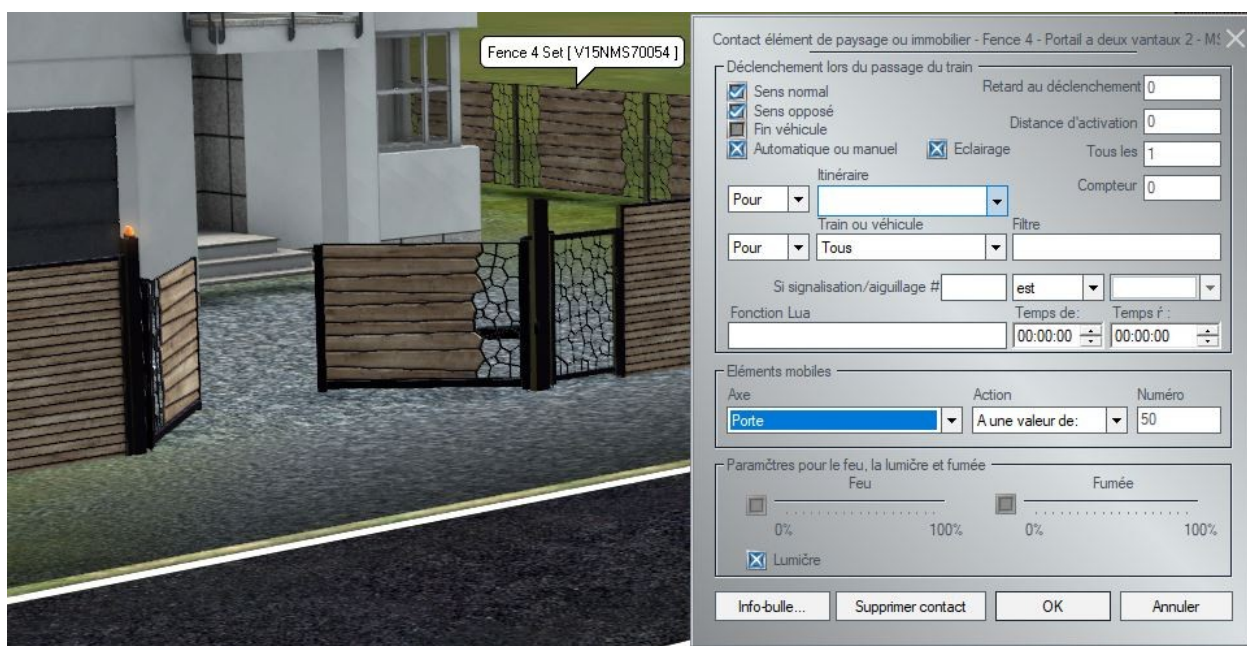 Fence 4 Set [ V15NMS70054 ]
Contact élément de paysage ou immobilier - Fence 4 - Portail a deux vantaux 2 - MS
Déclenchement lors du passage du train
Sens normal
Retard au déclenchement 0
Sens opposé
Fin véhicule
Distance d'activation 0
Automatique ou manuel
Eclairage
Tous les 1
Itinéraire
Compteur 0
Pour
Train ou véhicule
Filtre
Pour
Tous
Si signalisation/aiguillage #
est
Fonction Lua
Temps de:
Temps ŕ :
00:00:00
00:00:00
Eléments mobiles
Axe
Action
Numéro
Porte
A une valeur de:
50
Paramčtres pour le feu, la lumičre et fumée
Feu
Fumée
0%
100%
0%
100%
Lumičre
Info-bulle...
Supprimer contact
OK
Annuler